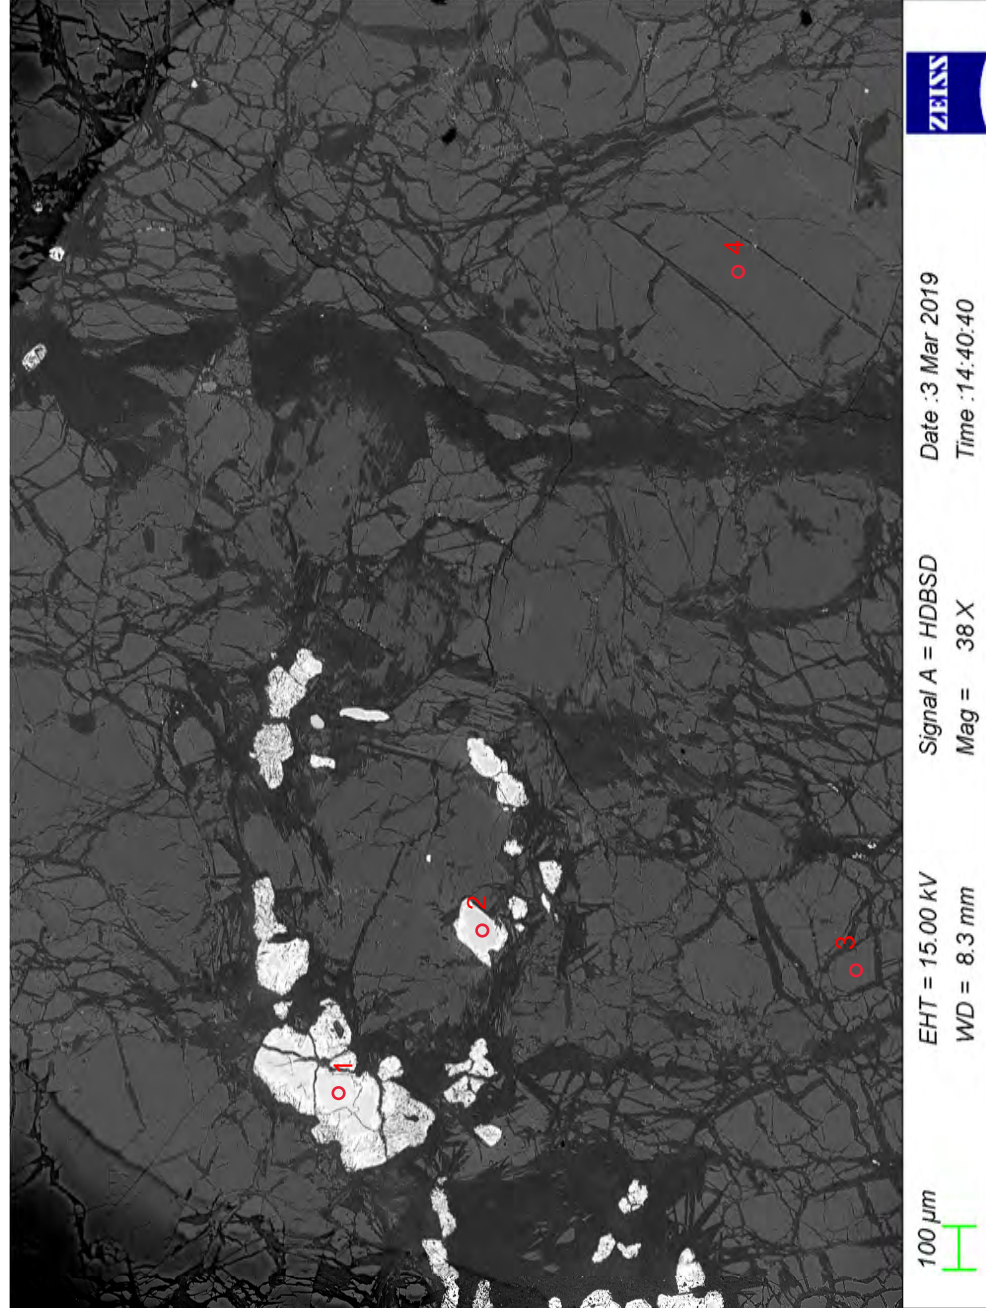 1
2
3
4
100 µm
EHT = 15.00 kV
WD = 8.3 mm
Signal A = HDBSD
Mag = 38 X
Date :3 Mar 2019
Time :14:40:40
ZEISS